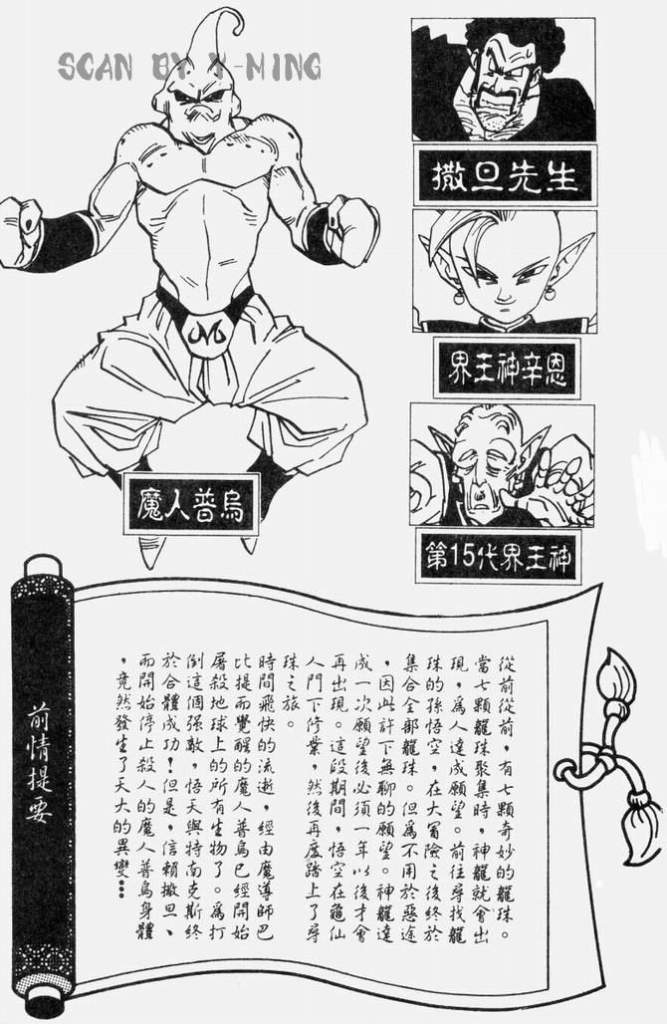 SCAN BY Y-MING
撒旦先生
界王神辛恩
第15代界王神
魔人普烏
前情提要
從前從前,有七顆奇妙的龍珠。
當七顆龍珠聚集時,神龍就會出
現,為人達成願望。前往尋找龍
珠的孫悟空,在大冒險之後終於
集合全部龍珠。但為不用於惡途
,因此許下無聊的願望。神龍達
成一次願望後必須一年以後才會
再出現。這段期間,悟空在龜仙
人門下修業,然後再度踏上了尋
珠之旅。
時間飛快的流逝,經由魔導師巴
比提而覺醒的魔人普烏已經開始
屠殺地球上的所有生物了。為打
倒這個強敵,悟天與特南克斯終
於合體成功!但是,信賴撒旦、
而開始停止殺人的魔人普烏身體
,竟然發生了天大的異變…